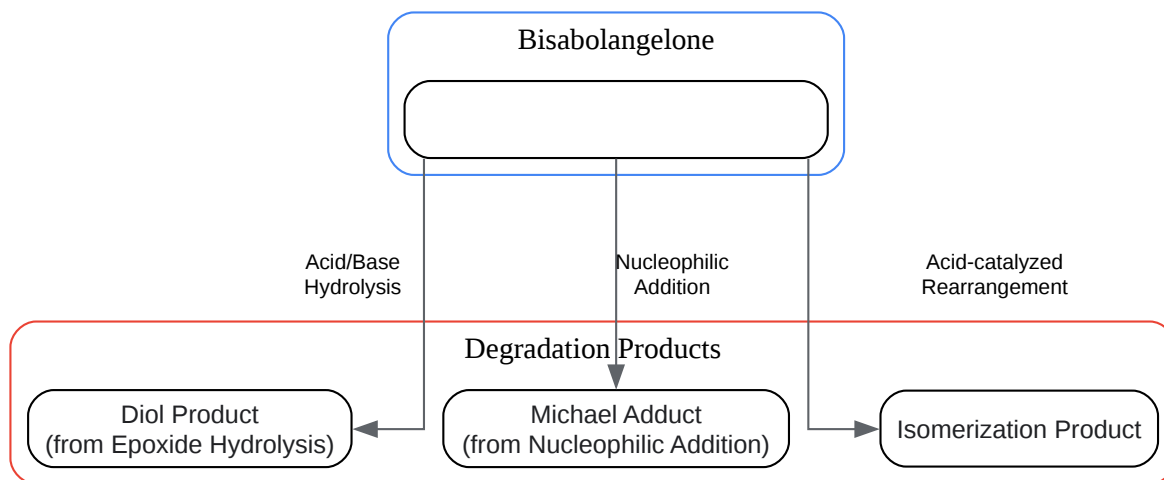 Bisabolangelone
Acid/Base
Hydrolysis
Nucleophilic
Addition
Acid-catalyzed
Rearrangement
Degradation Products
Diol Product
(from Epoxide Hydrolysis)
Michael Adduct
(from Nucleophilic Addition)
Isomerization Product